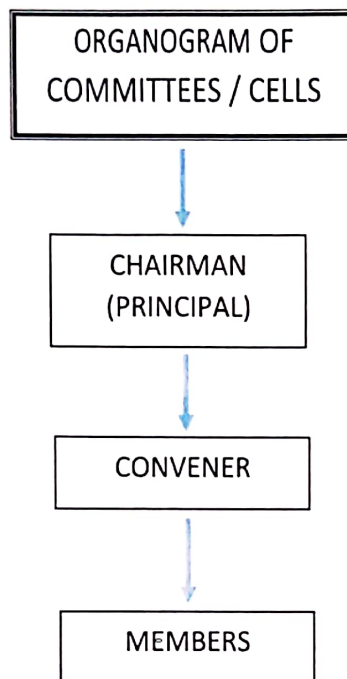 ORGANOGRAM OF
COMMITTEES / CELLS
CHAIRMAN
(PRINCIPAL)
CONVENER
MEMBERS